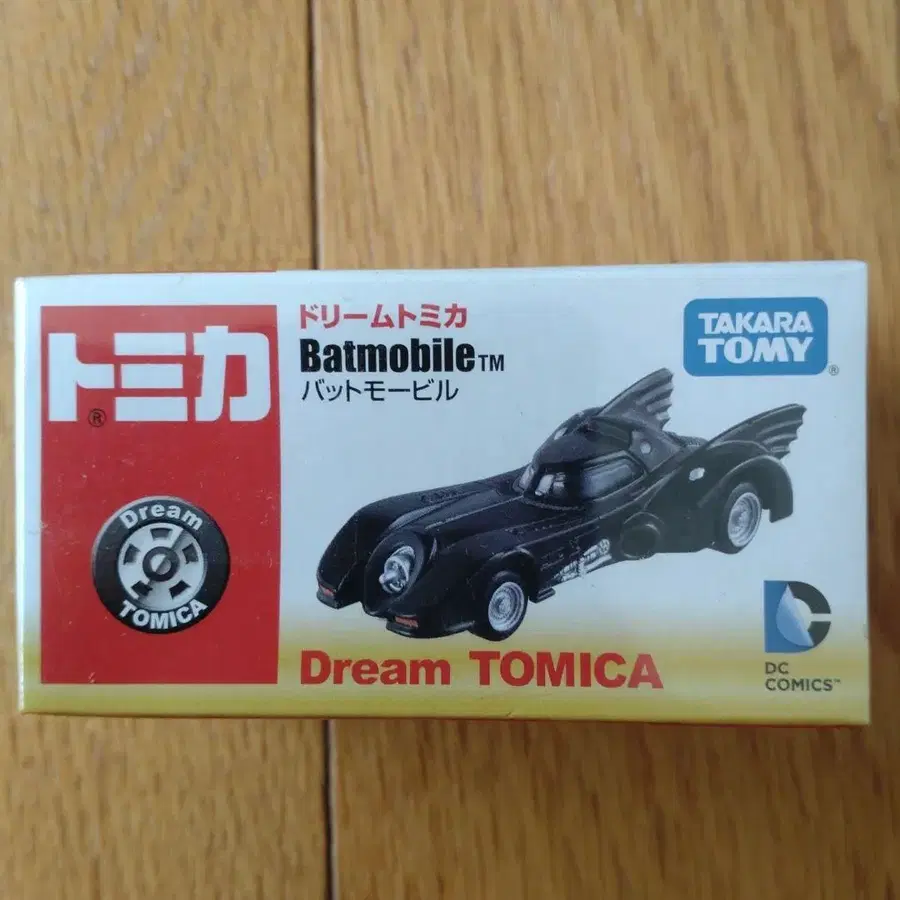 トミカ®
Dream
TOMICA
ドリームトミカ
Batmobile™
バットモービル
TAKARA
TOMY®
Dream TOMICA
DC
COMICS™